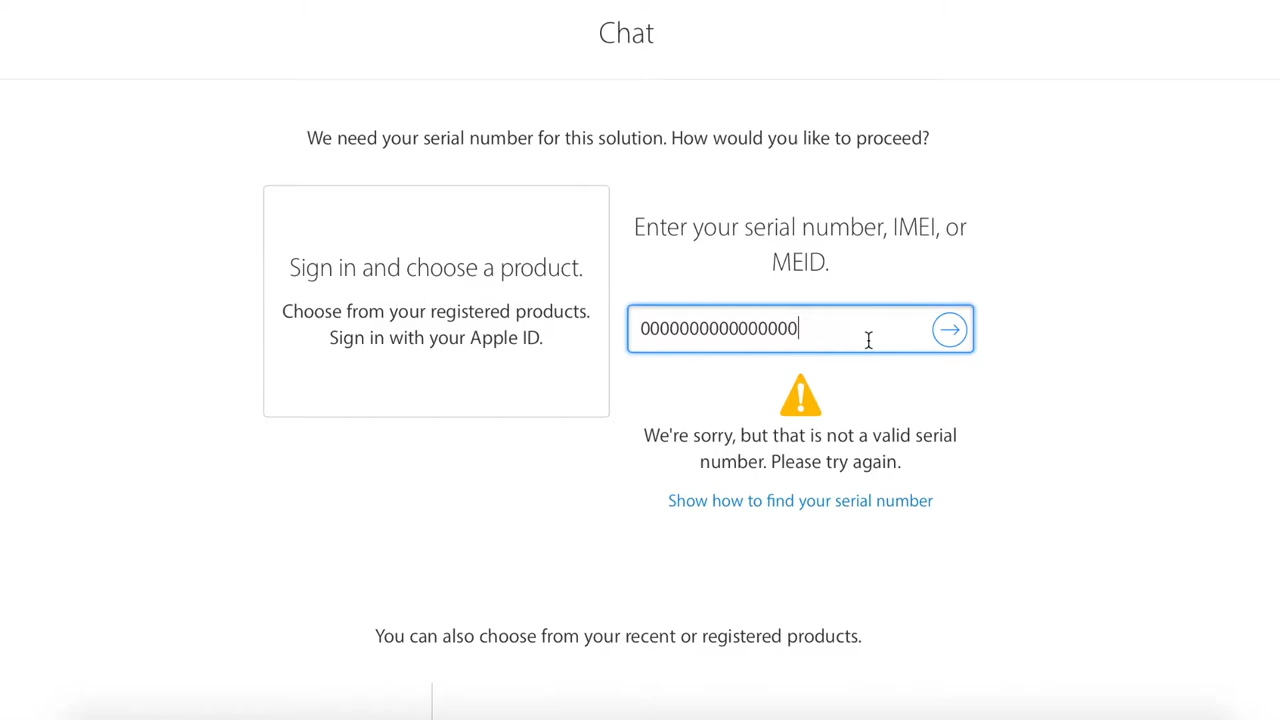 Chat
We need your serial number for this solution. How would you like to proceed?
Sign in and choose a product.
Choose from your registered products.
Sign in with your Apple ID.
Enter your serial number, IMEI, or
MEID.
0000000000000000
We're sorry, but that is not a valid serial
number. Please try again.
Show how to find your serial number
You can also choose from your recent or registered products.